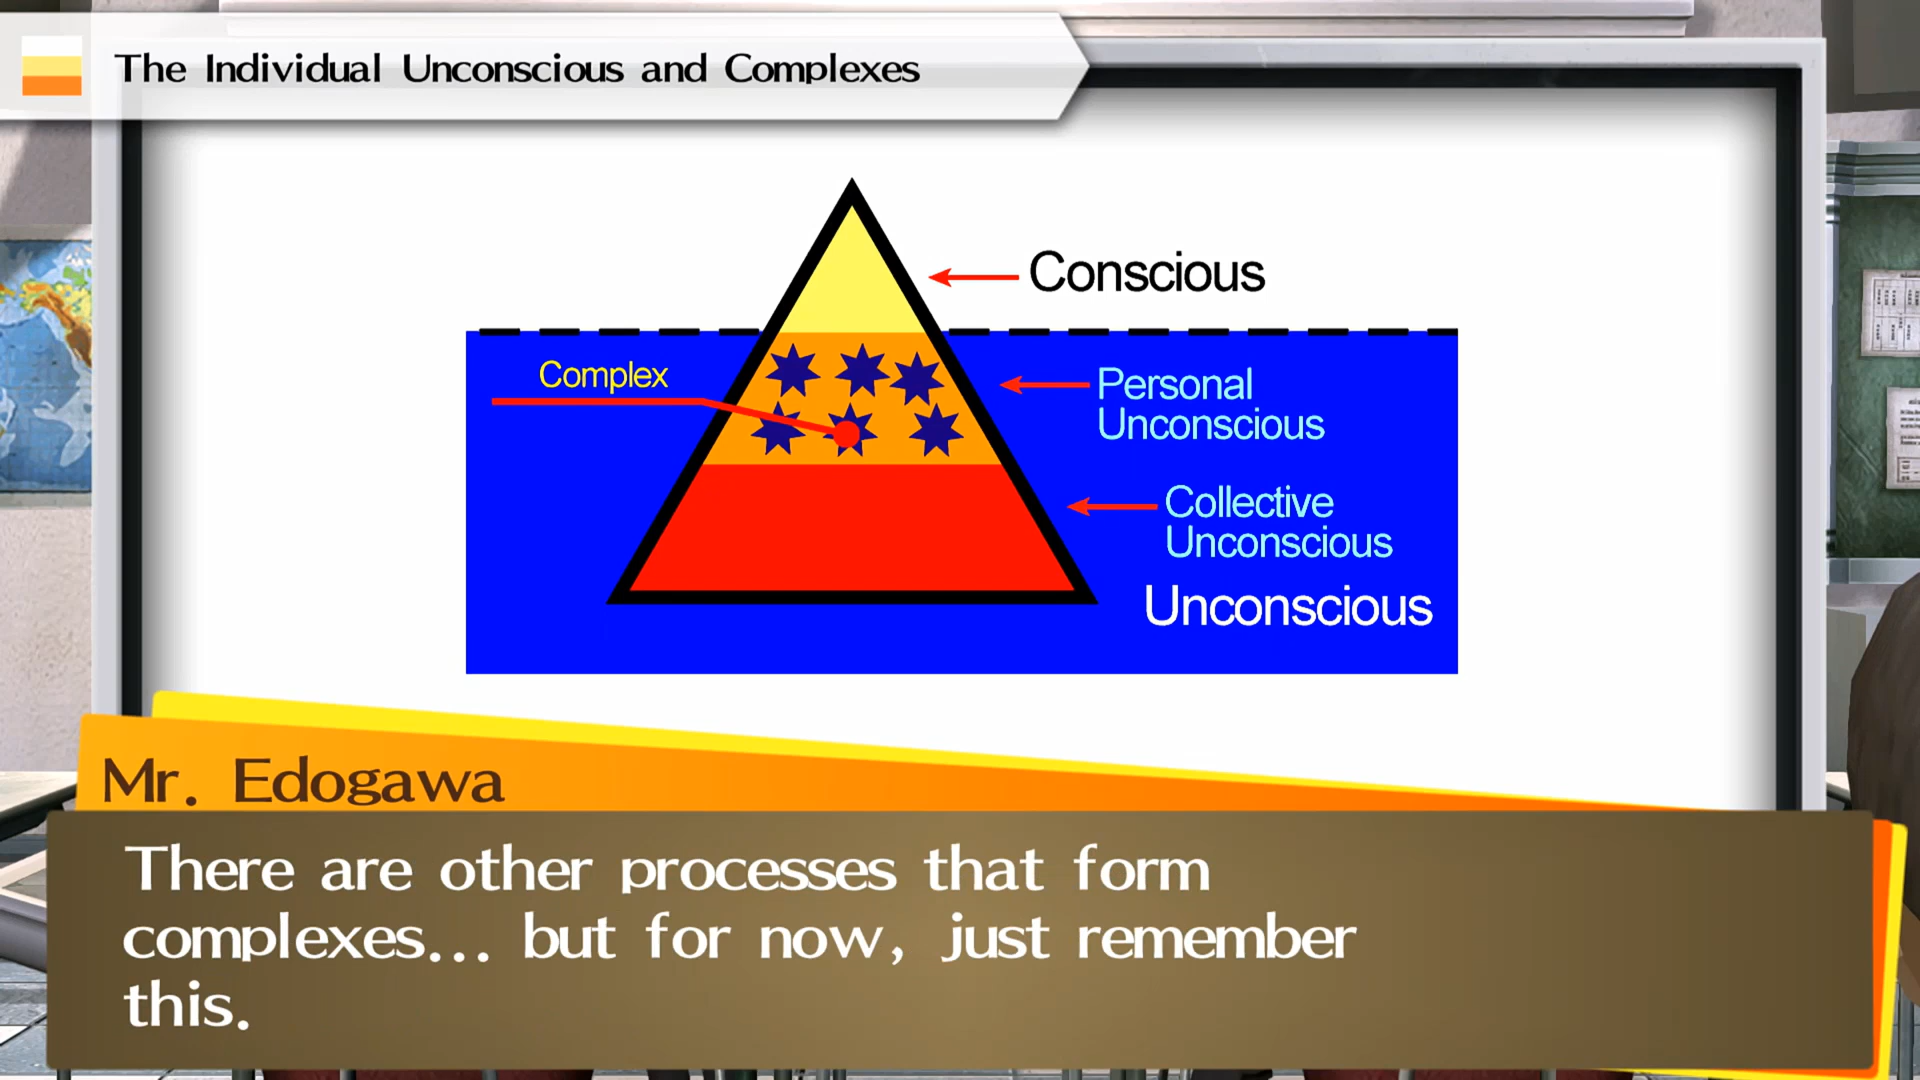 The Individual Unconscious and Complexes
Conscious
Complex
Personal
Unconscious
Collective
Unconscious
Unconscious
Mr. Edogawa
There are other processes that form
complexes... but for now, just remember
this.